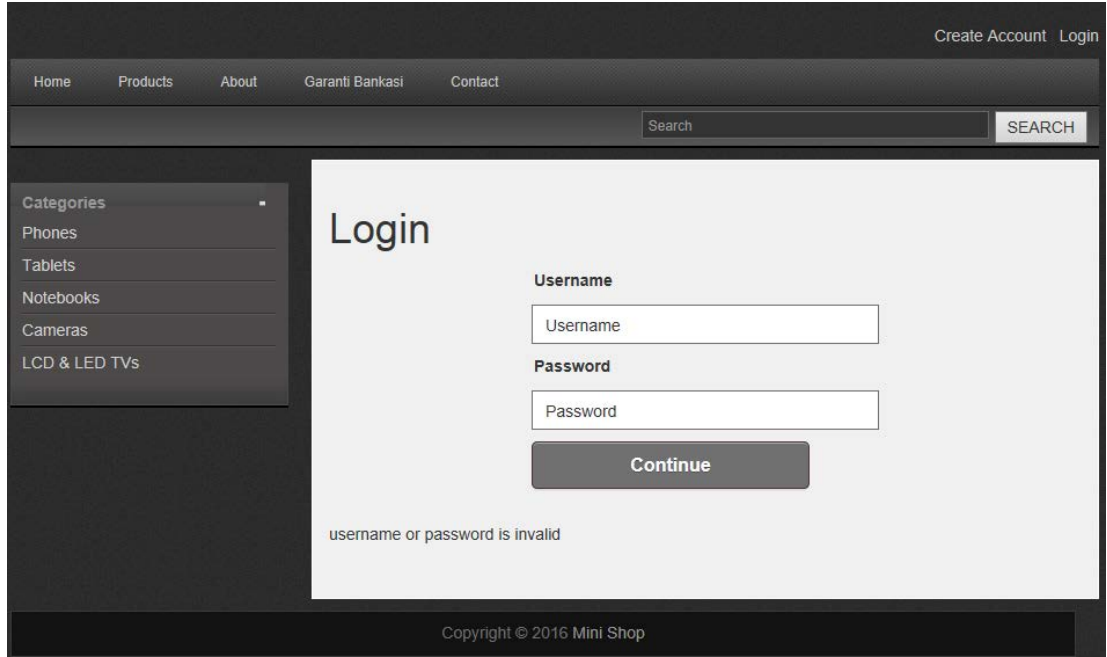 Create Account Login
Home Products About Garanti Bankasi Contact
Search SEARCH
Categories
Phones
Tablets
Notebooks
Cameras
LCD & LED TVs
Login
Username
Username
Password
Password
Continue
username or password is invalid
Copyright © 2016 Mini Shop